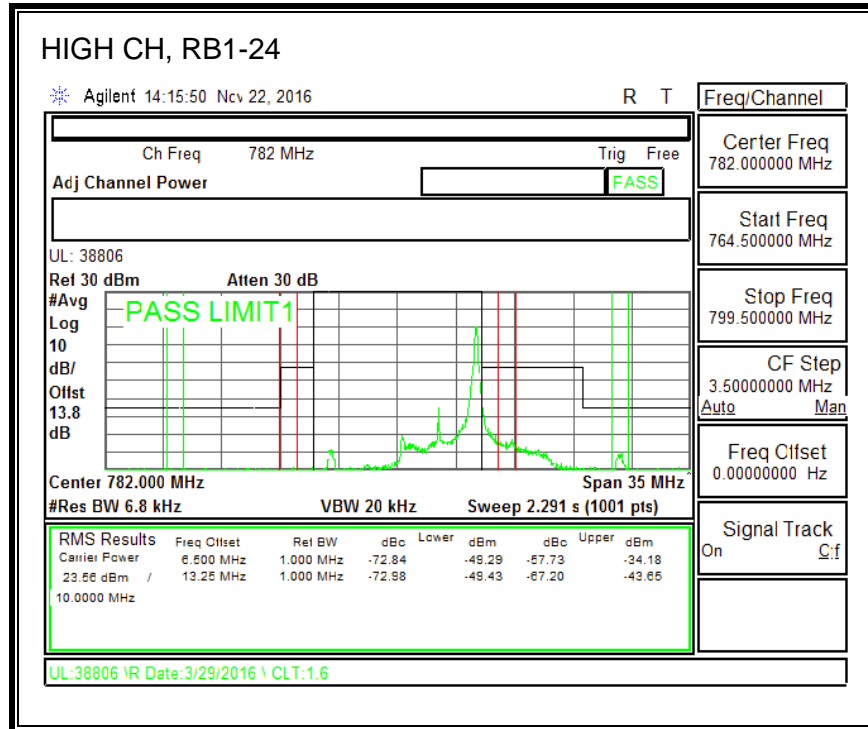 HIGH CH, RB1-24
Agilent 14:15:50 Nov 22, 2016 R T
Freq/Channel
Ch Freq 782 MHz Trig Free
Adj Channel Power PASS
Center Freq
782.000000 MHz
Start Freq
764.500000 MHz
Stop Freq
799.500000 MHz
CF Step
3.50000000 MHz
Auto Man
Freq Offset
0.00000000 Hz
Signal Track
On Off
UL: 38806
Ref 30 dBm Atten 30 dB
#Avg
Log
10
dB/
Offst
13.8
dB
PASS LIMIT1
Center 782.000 MHz Span 35 MHz
#Res BW 6.8 kHz VBW 20 kHz Sweep 2.291 s (1001 pts)
RMS Results Freq Offset Ref BW dBc Lower dBm dBc Upper dBm
Carrier Power 6.500 MHz 1.000 MHz -72.84 -49.29 -57.73 -34.18
23.56 dBm / 13.25 MHz 1.000 MHz -72.98 -49.43 -67.20 -43.65
10.0000 MHz
UL:38806 \R Date:3/29/2016 \ CLT:1.6